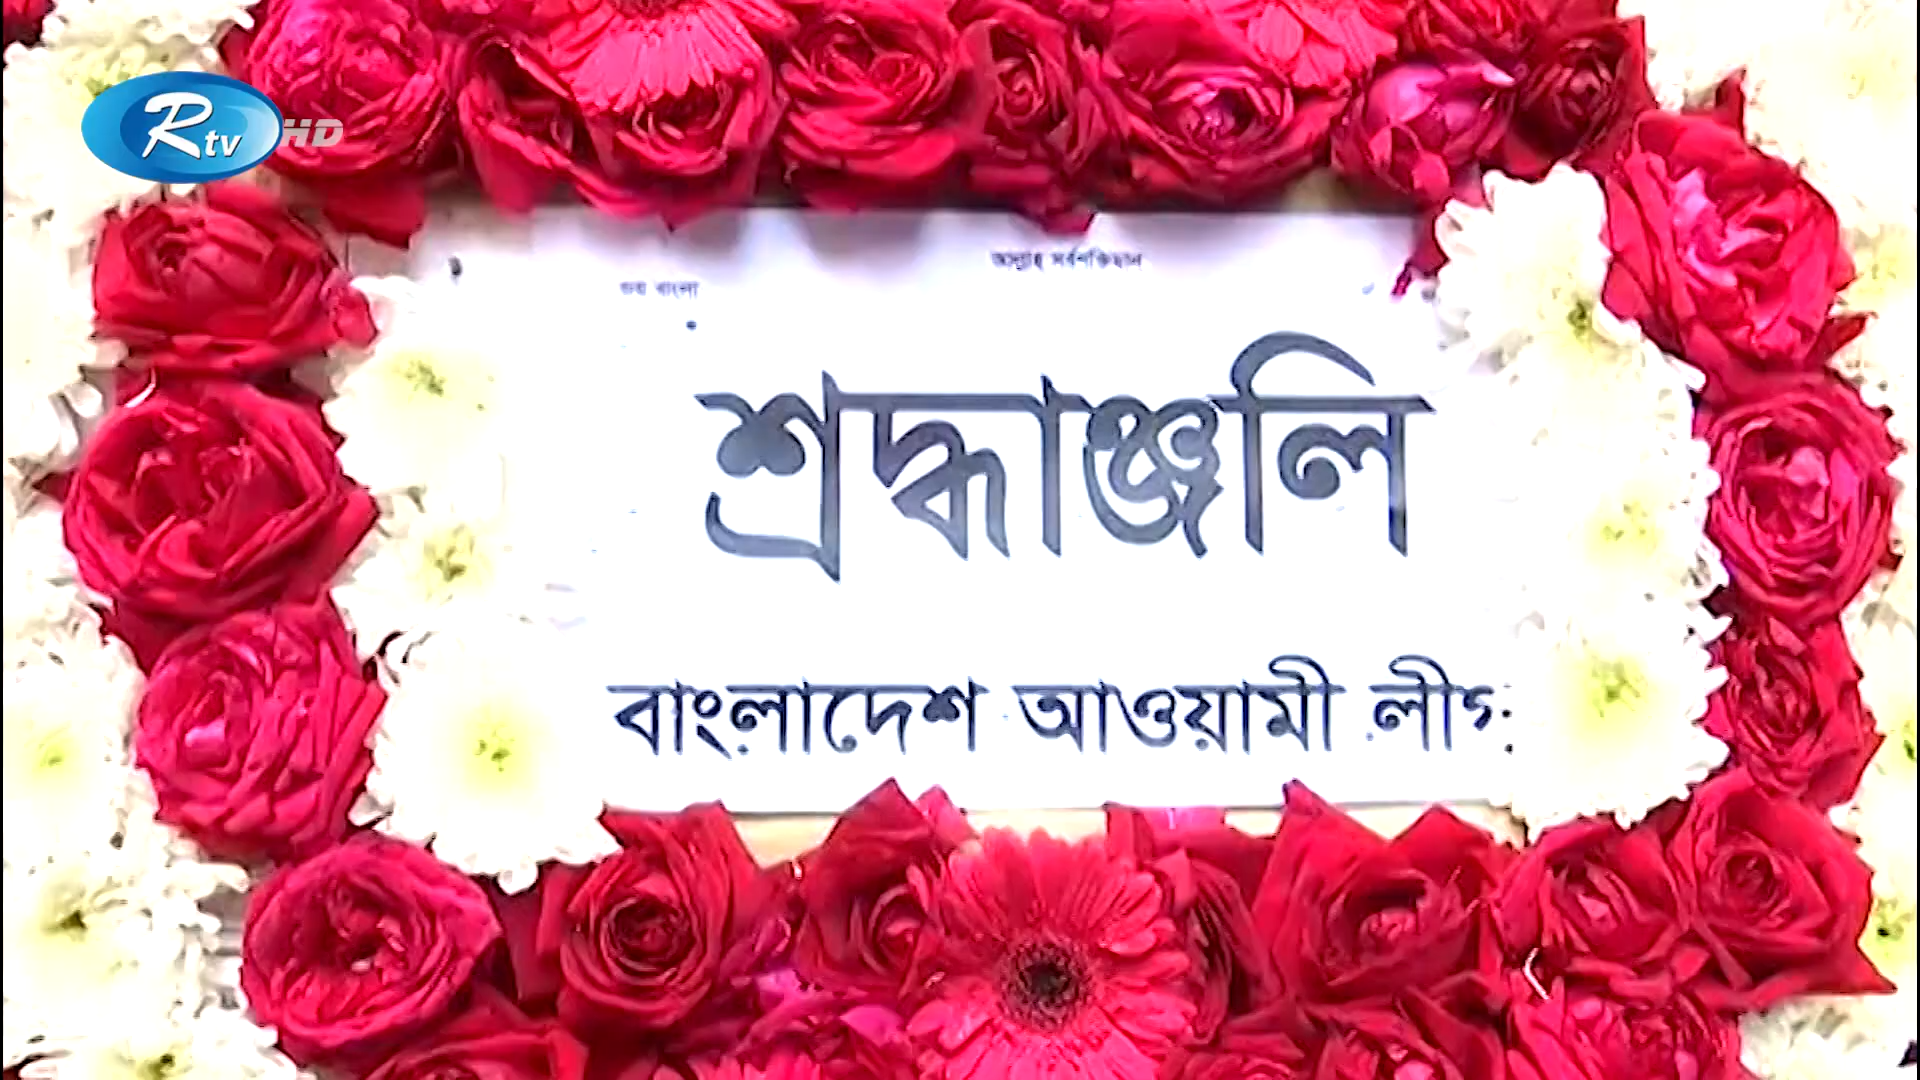 Rtv HD
আল্লাহ সর্বশক্তিমান
জয় বাংলা
শ্রদ্ধাঞ্জলি
বাংলাদেশ আওয়ামী লীগ